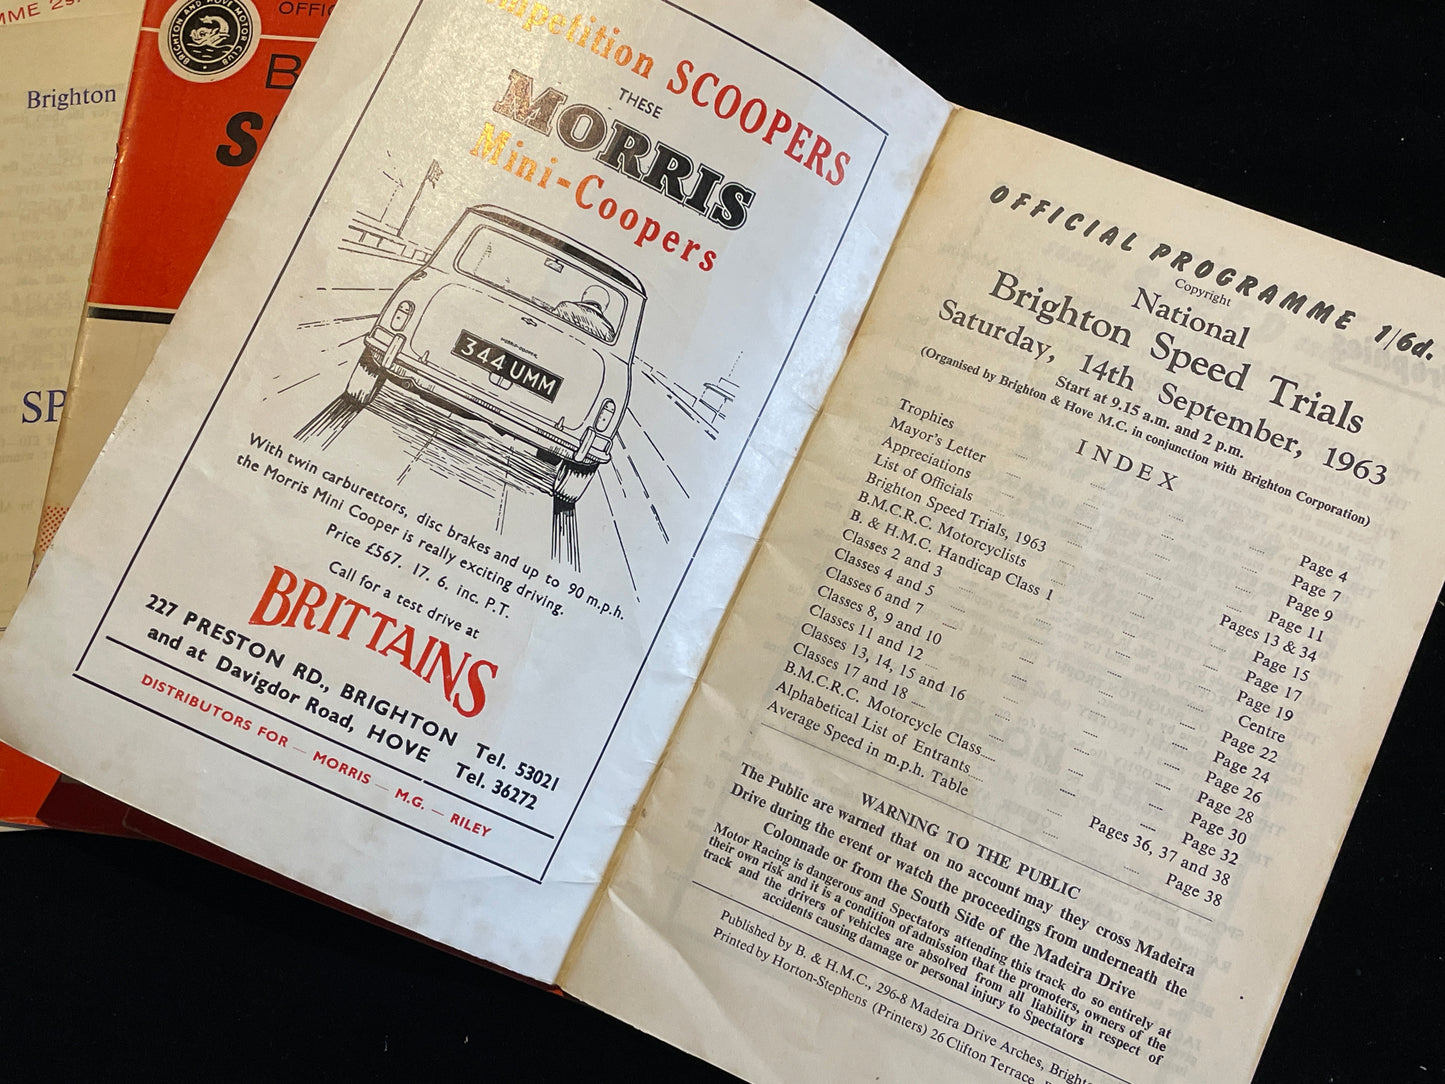 MME 2s
Brighton
SP
BRIGHTON AND HOVE MOTOR CLUB
OFFIC
B
S
Competition SCOOPERS
THESE
MORRIS
Mini-Coopers
344 UMM
With twin carburettors, disc brakes and up to 90 m.p.h.
the Morris Mini Cooper is really exciting driving.
Price £567. 17. 6. inc. P.T.
Call for a test drive at
BRITTAINS
227 PRESTON RD., BRIGHTON Tel. 53021
and at Davigdor Road, HOVE Tel. 36272
DISTRIBUTORS FOR — MORRIS — M.G. — RILEY
OFFICIAL PROGRAMME 1/6d.
Copyright
National
Brighton Speed Trials
Saturday, 14th September, 1963
Start at 9.15 a.m. and 2 p.m.
(Organised by Brighton & Hove M.C. in conjunction with Brighton Corporation)
INDEX
Trophies Page 4
Mayor's Letter Page 7
Appreciations Page 9
List of Officials Page 11
Brighton Speed Trials, 1963 Pages 13 & 34
B.M.C.R.C. Motorcyclists Page 15
B. & H.M.C. Handicap Class 1 Page 17
Classes 2 and 3 Page 19
Classes 4 and 5 Centre
Classes 6 and 7 Page 22
Classes 8, 9 and 10 Page 24
Classes 11 and 12 Page 26
Classes 13, 14, 15 and 16 Page 28
Classes 17 and 18 Page 30
B.M.C.R.C. Motorcycle Class Page 32
Alphabetical List of Entrants Pages 36, 37 and 38
Average Speed in m.p.h. Table Page 38
WARNING TO THE PUBLIC
The Public are warned that on no account may they cross Madeira
Drive during the event or watch the proceedings from underneath the
Colonnade or from the South Side of the Madeira Drive
Motor Racing is dangerous and Spectators attending this track do so entirely at
their own risk and it is a condition of admission that the promoters, owners of the
track and the drivers of vehicles are absolved from all liability in respect of
accidents causing damage or personal injury to Spectators
Published by B. & H.M.C., 296-8 Madeira Drive Arches, Bright
Printed by Horton-Stephens (Printers) 26 Clifton Terrace,